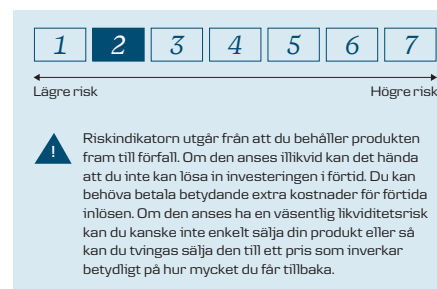 1 2 3 4 5 6 7
Lägre risk Högre risk
! Riskindikatorn utgår från att du behåller produkten
fram till förfall. Om den anses illikvid kan det hända
att du inte kan lösa in investeringen i förtid. Du kan
behöva betala betydande extra kostnader för förtida
inlösen. Om den anses ha en väsentlig likviditetsrisk
kan du kanske inte enkelt sälja din produkt eller så
kan du tvingas sälja den till ett pris som inverkar
betydligt på hur mycket du får tillbaka.